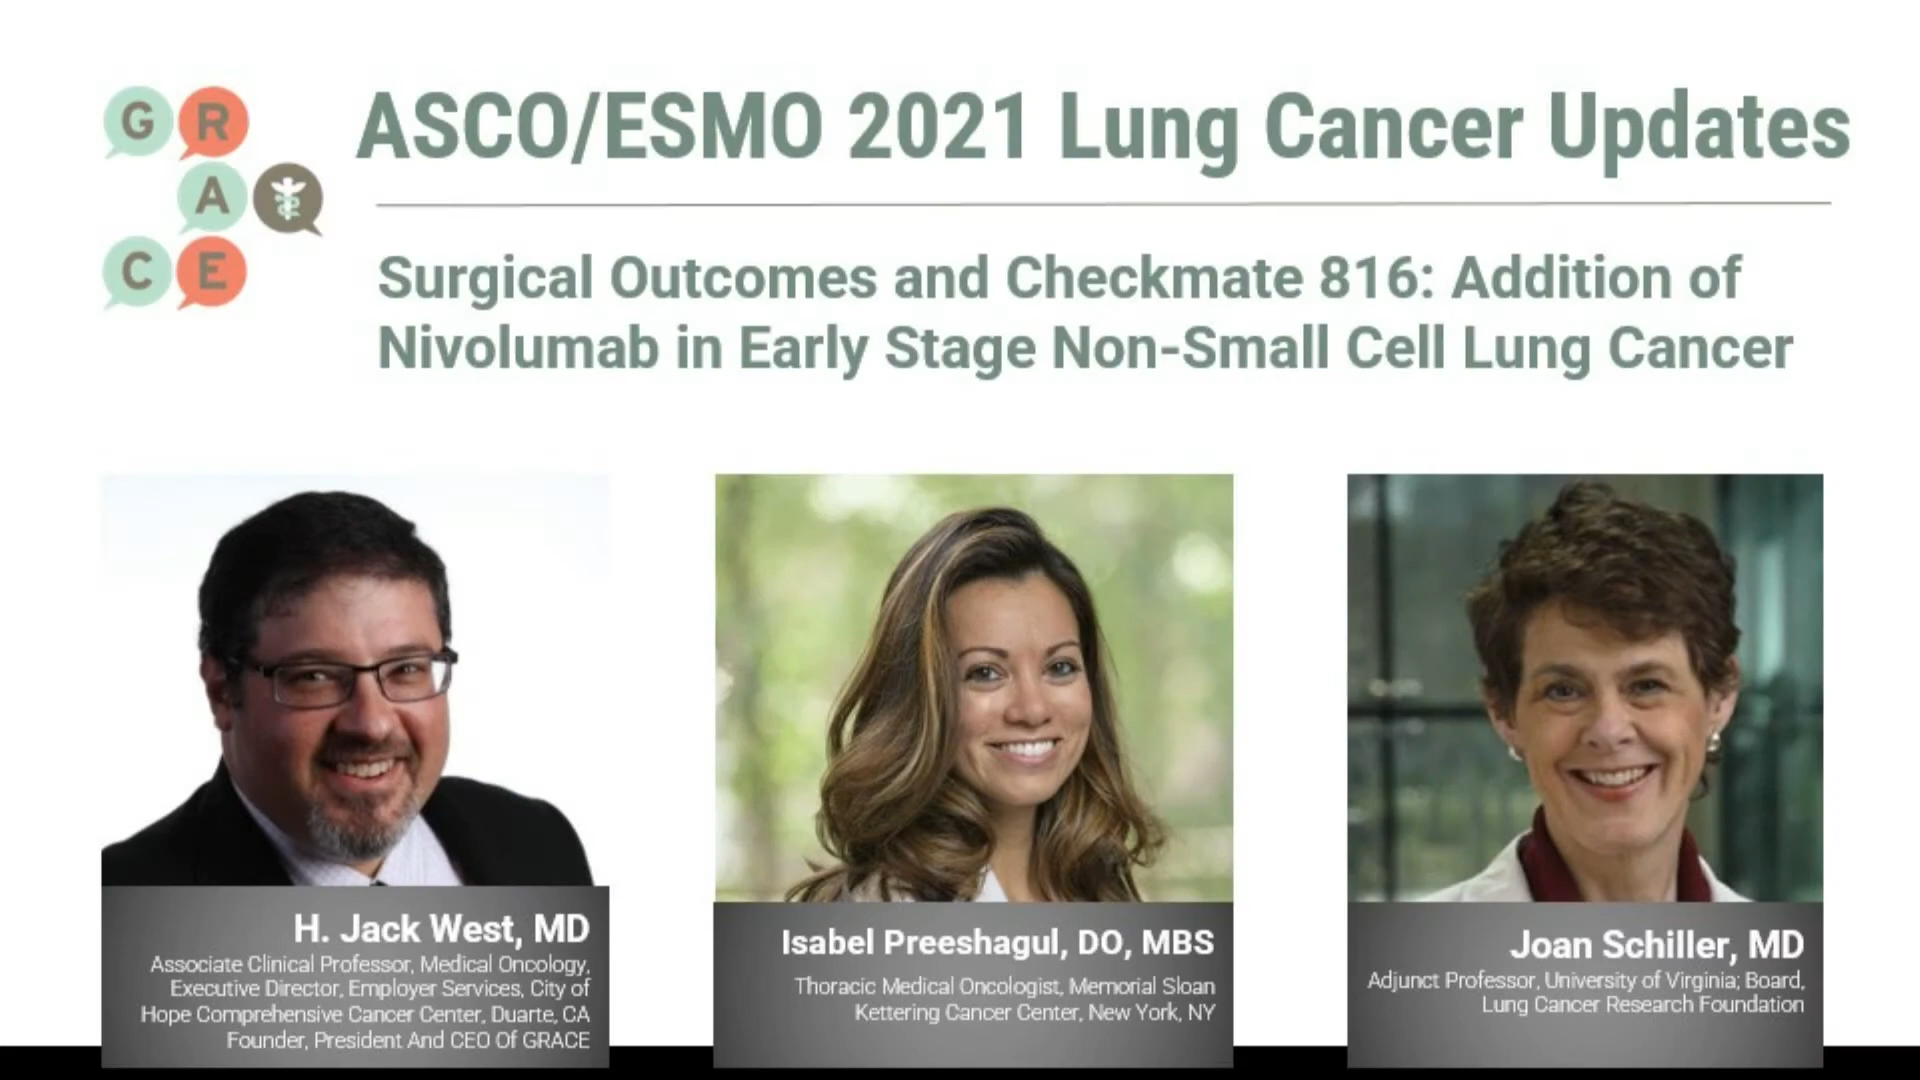 GRACE
ASCO/ESMO 2021 Lung Cancer Updates
Surgical Outcomes and Checkmate 816: Addition of
Nivolumab in Early Stage Non-Small Cell Lung Cancer
H. Jack West, MD
Associate Clinical Professor, Medical Oncology,
Executive Director, Employer Services, City of
Hope Comprehensive Cancer Center, Duarte, CA
Founder, President And CEO Of GRACE
Isabel Preeshagul, DO, MBS
Thoracic Medical Oncologist, Memorial Sloan
Kettering Cancer Center, New York, NY
Joan Schiller, MD
Adjunct Professor, University of Virginia; Board,
Lung Cancer Research Foundation